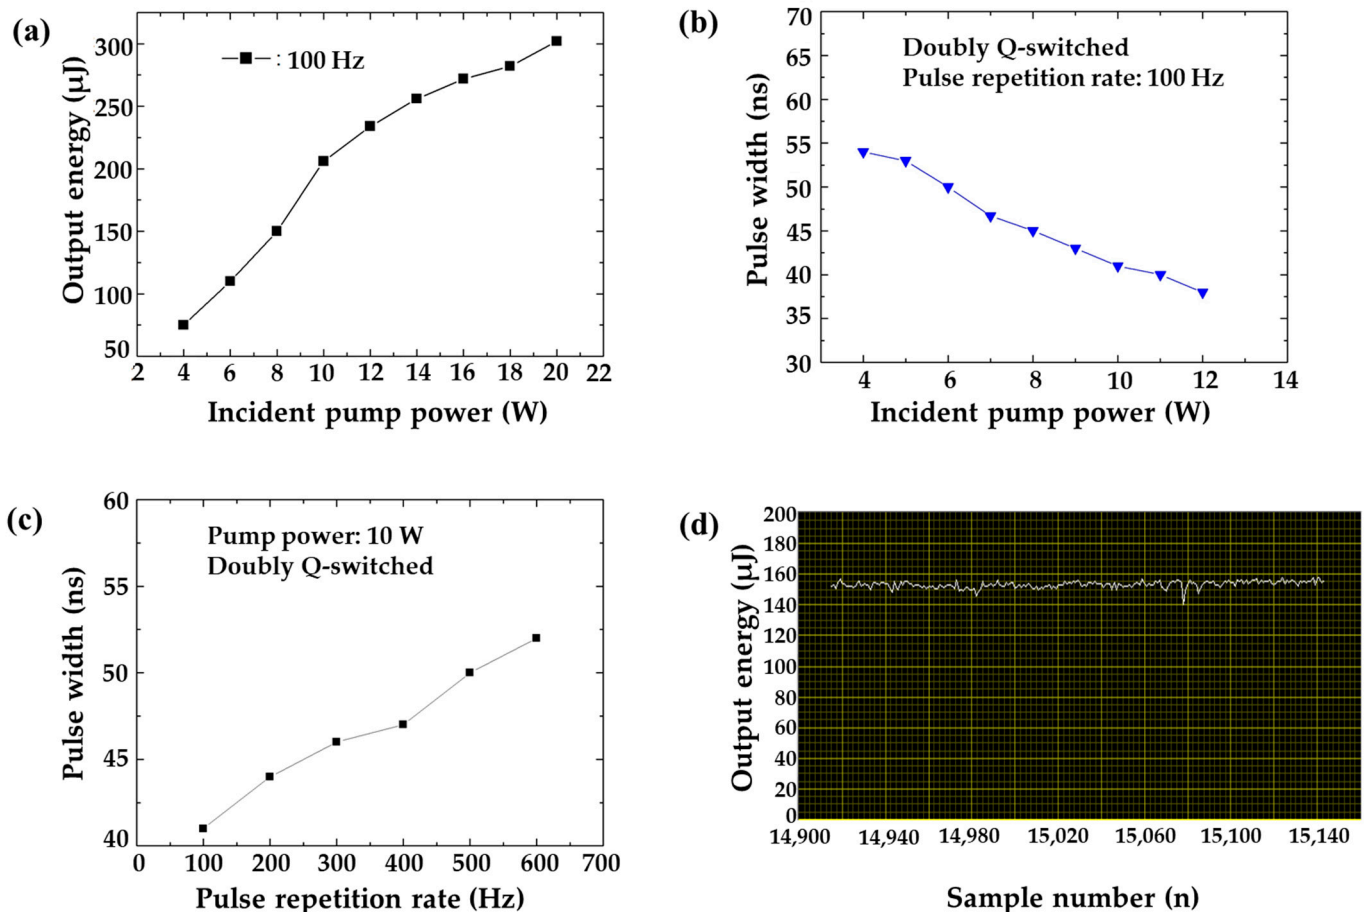 (a)
: 100 Hz
Output energy (μJ)
300
250
200
150
100
50
2 4 6 8 10 12 14 16 18 20 22
Incident pump power (W)
(b)
Doubly Q-switched
Pulse repetition rate: 100 Hz
Pulse width (ns)
70
65
60
55
50
45
40
35
30
4 6 8 10 12 14
Incident pump power (W)
(c)
Pump power: 10 W
Doubly Q-switched
Pulse width (ns)
60
55
50
45
40
0 100 200 300 400 500 600 700
Pulse repetition rate (Hz)
(d)
Output energy (μJ)
200
180
160
140
120
100
80
60
40
20
0
14,900 14,940 14,980 15,020 15,060 15,100 15,140
Sample number (n)